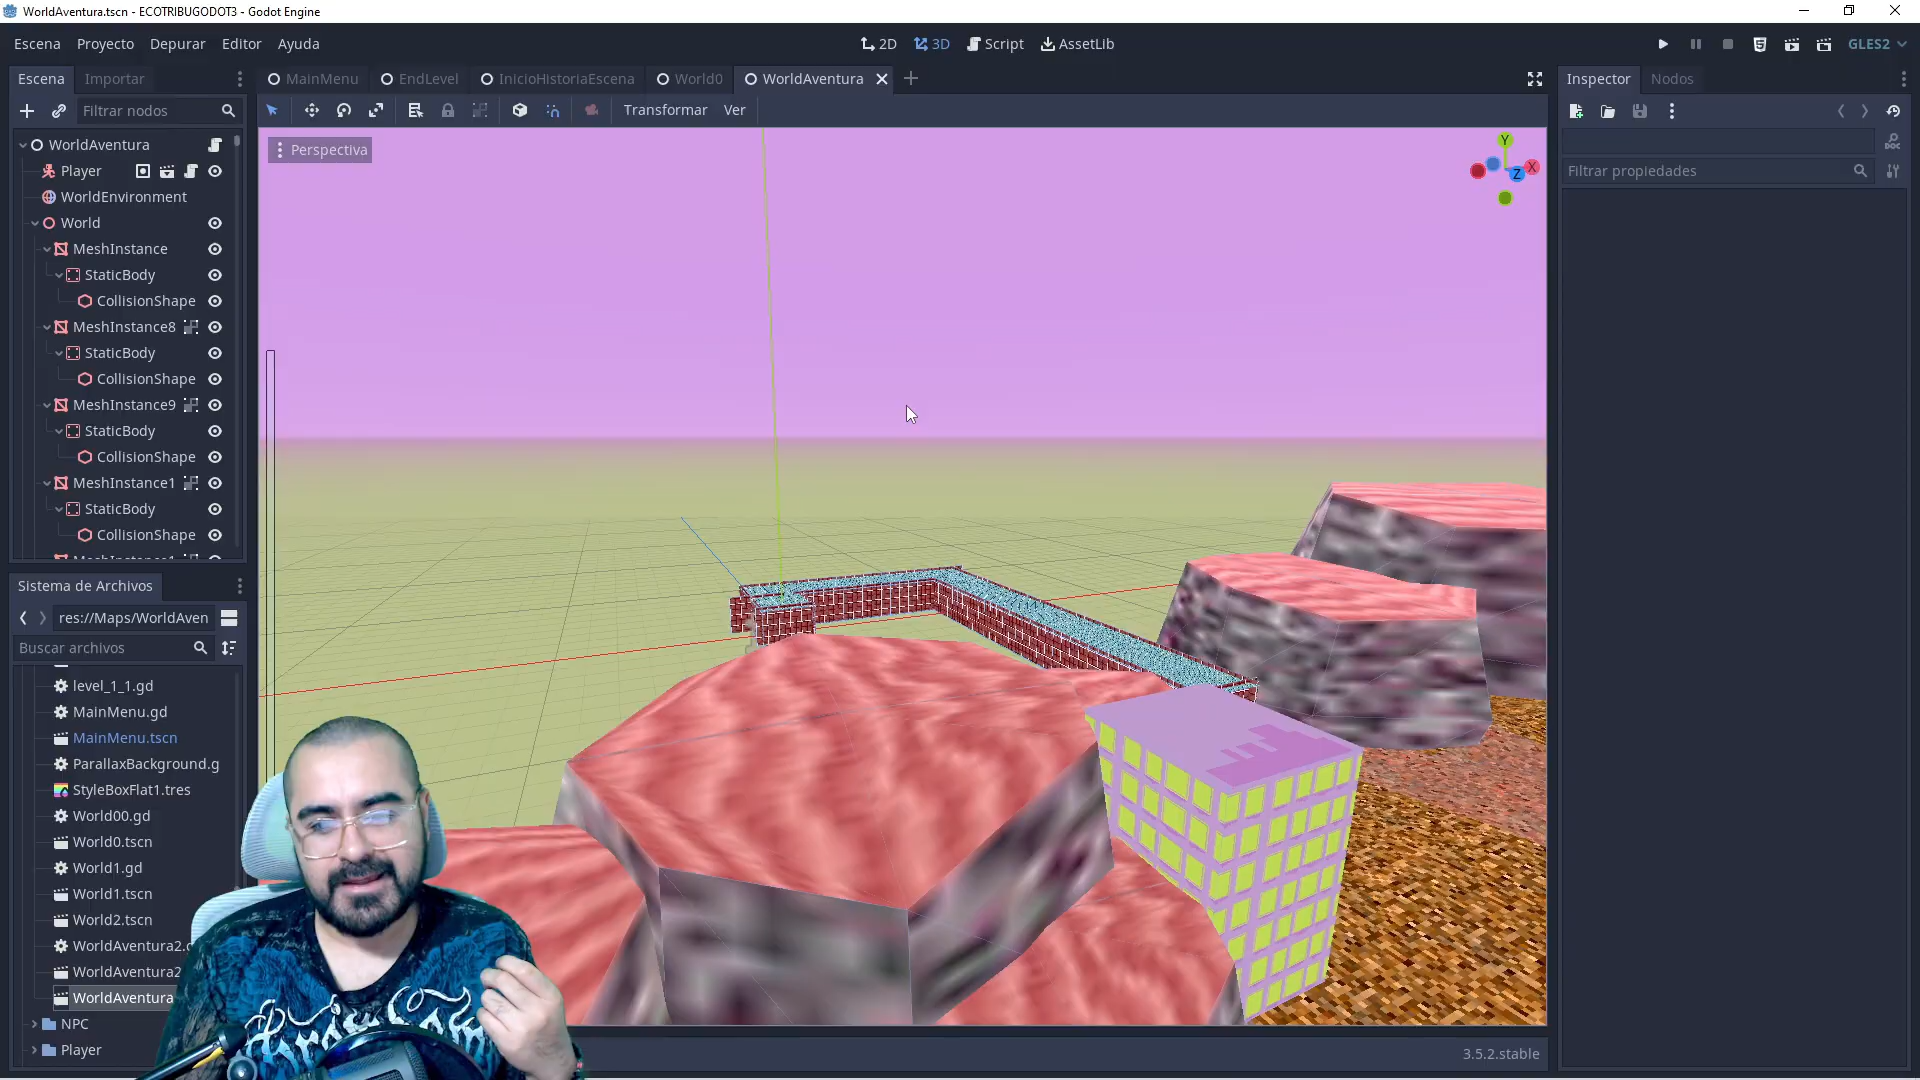 WorldAventura.tscn - ECOTRIBUGODOT3 - Godot Engine
Escena Proyecto Depurar Editor Ayuda
2D 3D Script AssetLib
GLES2
Escena Importar
MainMenu EndLevel InicioHistoriaEscena World0 WorldAventura
Inspector Nodos
Filtrar nodos
Transformar Ver
Perspectiva
Filtrar propiedades
Y
X
Z
WorldAventura
Player
WorldEnvironment
World
MeshInstance
StaticBody
CollisionShape
MeshInstance8
StaticBody
CollisionShape
MeshInstance9
StaticBody
CollisionShape
MeshInstance1
StaticBody
CollisionShape
Sistema de Archivos
res://Maps/WorldAven
Buscar archivos
level_1_1.gd
MainMenu.gd
MainMenu.tscn
ParallaxBackground.g
StyleBoxFlat1.tres
World00.gd
World0.tscn
World1.gd
World1.tscn
World2.tscn
WorldAventura2.g
WorldAventura2
WorldAventura
NPC
Player
3.5.2.stable